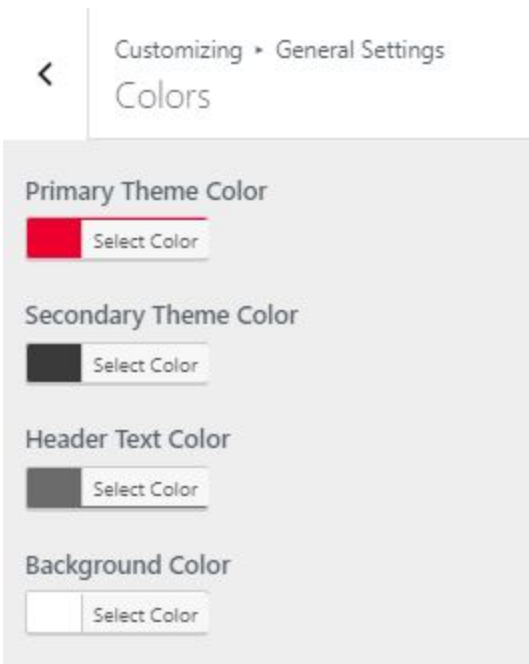 Customizing ▸ General Settings
Colors
Primary Theme Color
Select Color
Secondary Theme Color
Select Color
Header Text Color
Select Color
Background Color
Select Color